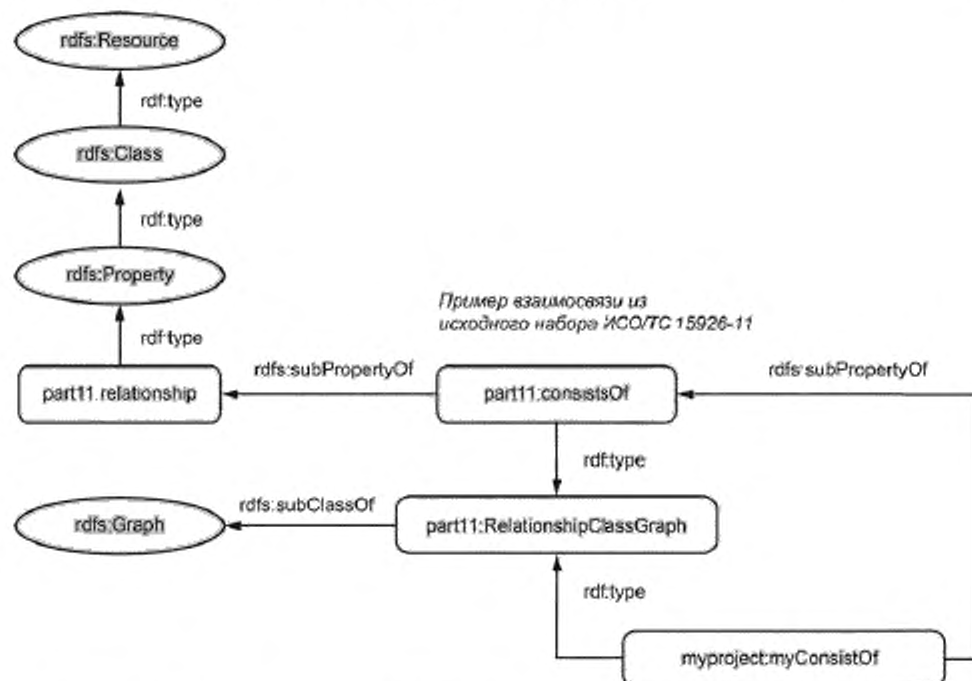 rdfs:Resource
rdf:type
rdfs:Class
rdf:type
rdfs:Property
Пример взаимосвязи из
исходного набора ИСО/ТС 15926-11
rdf:type
rdfs:subPropertyOf
rdfs:subPropertyOf
part11.relationship
part11:consistsOf
rdf:type
rdfs:subClassOf
rdfs:Graph
part11:RelationshipClassGraph
rdf:type
myproject:myConsistOf